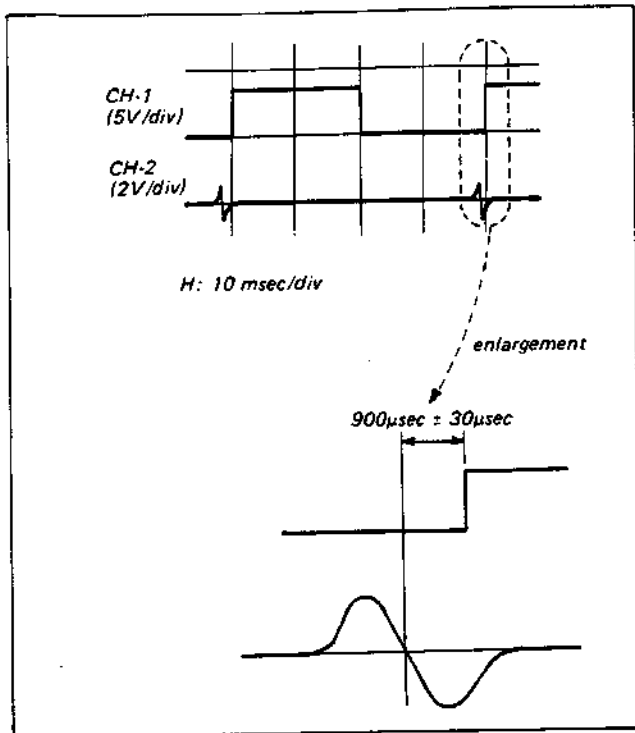 CH-1
(5V/div)
CH-2
(2V/div)
H: 10 msec/div
enlargement
900μsec ± 30μsec